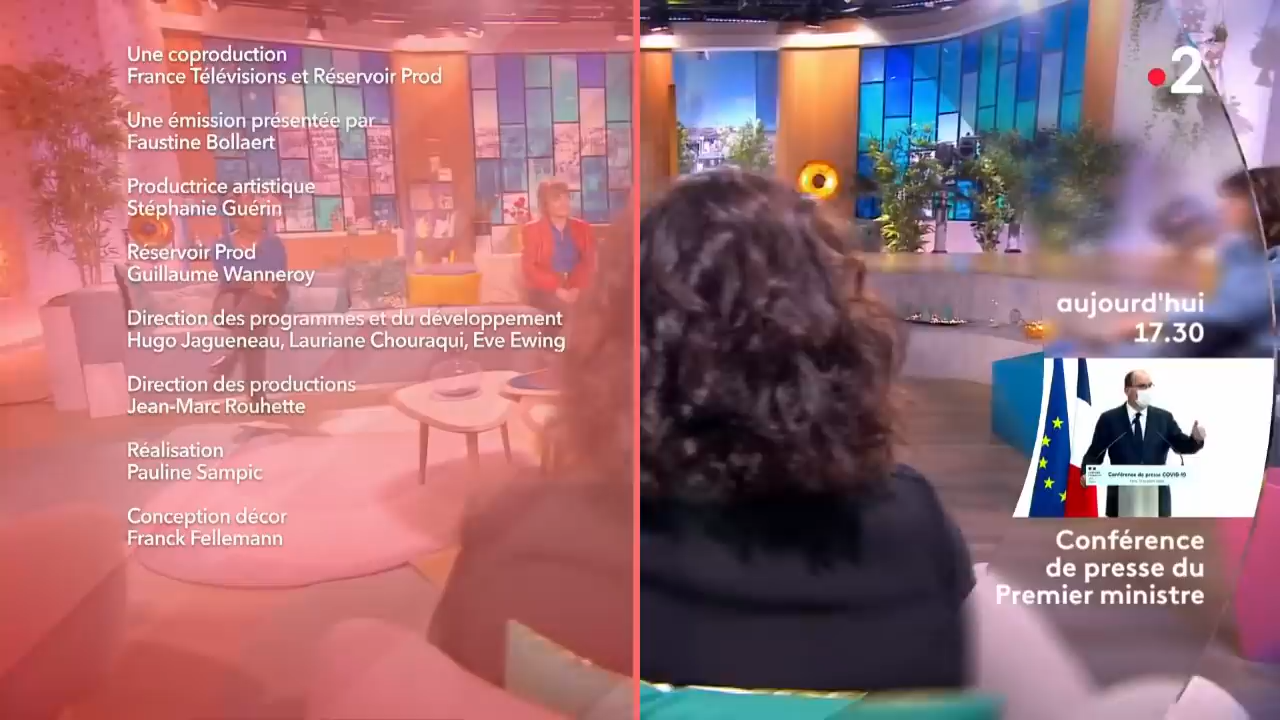 Une coproduction
France Télévisions et Réservoir Prod
Une émission présentée par
Faustine Bollaert
Productrice artistique
Stéphanie Guérin
Réservoir Prod
Guillaume Wanneroy
Direction des programmes et du développement
Hugo Jagueneau, Lauriane Chouraqui, Eve Ewing
Direction des productions
Jean-Marc Rouhette
Réalisation
Pauline Sampic
Conception décor
Franck Fellemann
2
aujourd'hui
17.30
Conférence de presse COVID-19
Conférence
de presse du
Premier ministre